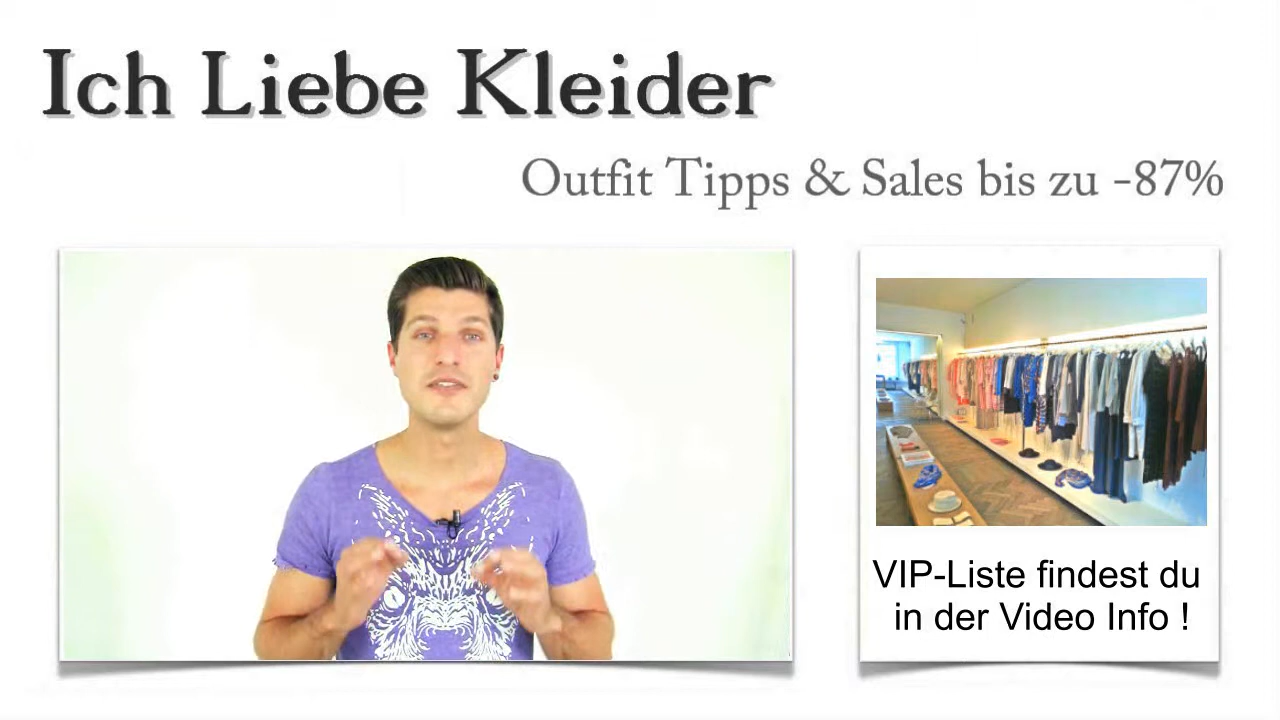 Ich Liebe Kleider
Outfit Tipps & Sales bis zu -87%
VIP-Liste findest du
in der Video Info !